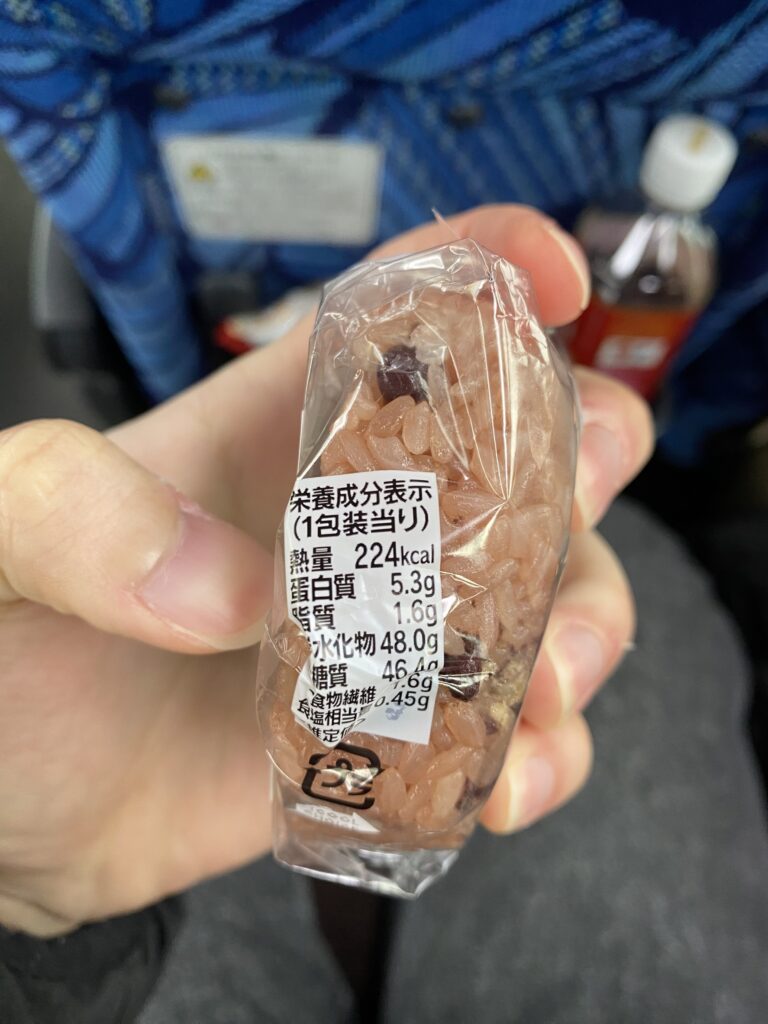 栄養成分表示
(1包装当り)
熱量 224kcal
蛋白質 5.3g
脂質 1.6g
水化物 48.0g
糖質 46.4g
食物繊維 1.6g
食塩相当 0.45g
推定値
プラ